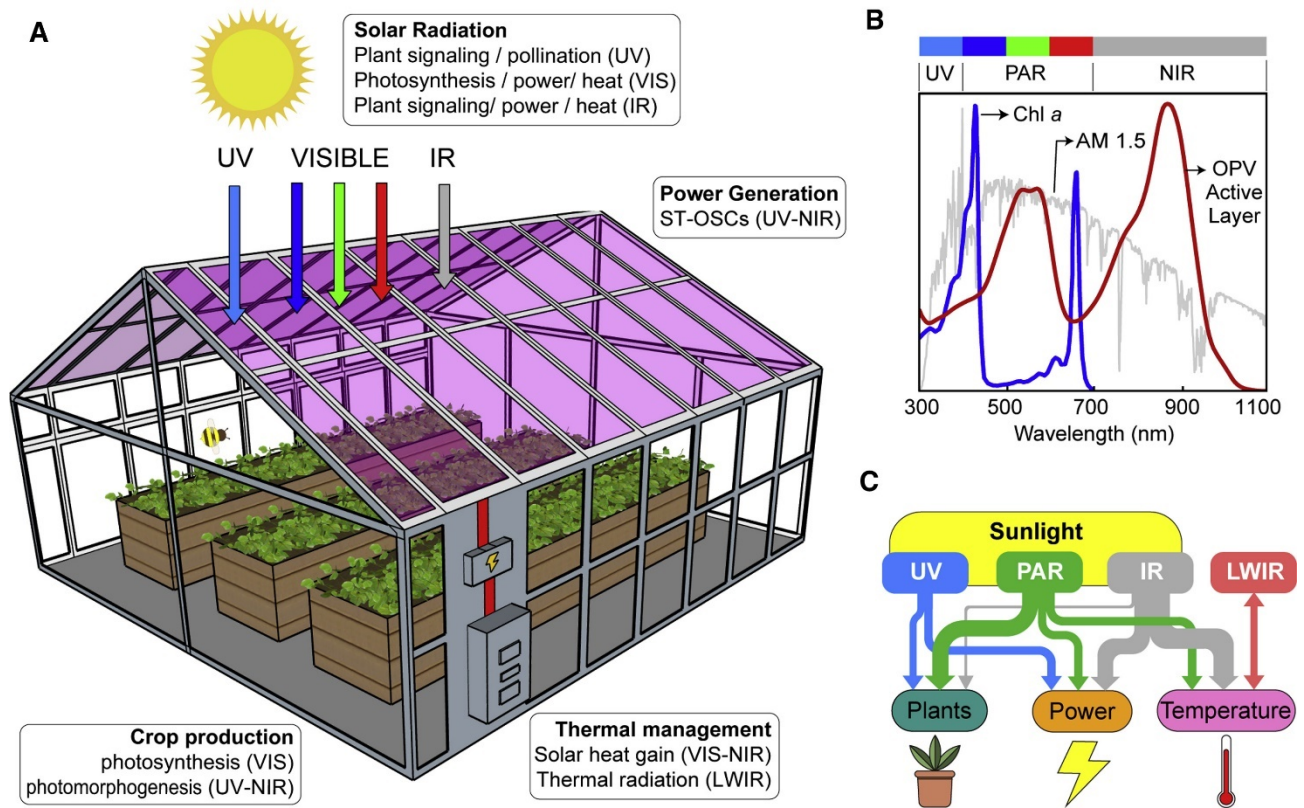 A
Solar Radiation
Plant signaling / pollination (UV)
Photosynthesis / power/ heat (VIS)
Plant signaling/ power / heat (IR)
UV VISIBLE IR
Power Generation
ST-OSCs (UV-NIR)
Crop production
photosynthesis (VIS)
photomorphogenesis (UV-NIR)
Thermal management
Solar heat gain (VIS-NIR)
Thermal radiation (LWIR)
B
UV PAR NIR
Chl a
AM 1.5
OPV
Active
Layer
300 500 700 900 1100
Wavelength (nm)
C
Sunlight
UV PAR IR LWIR
Plants Power Temperature